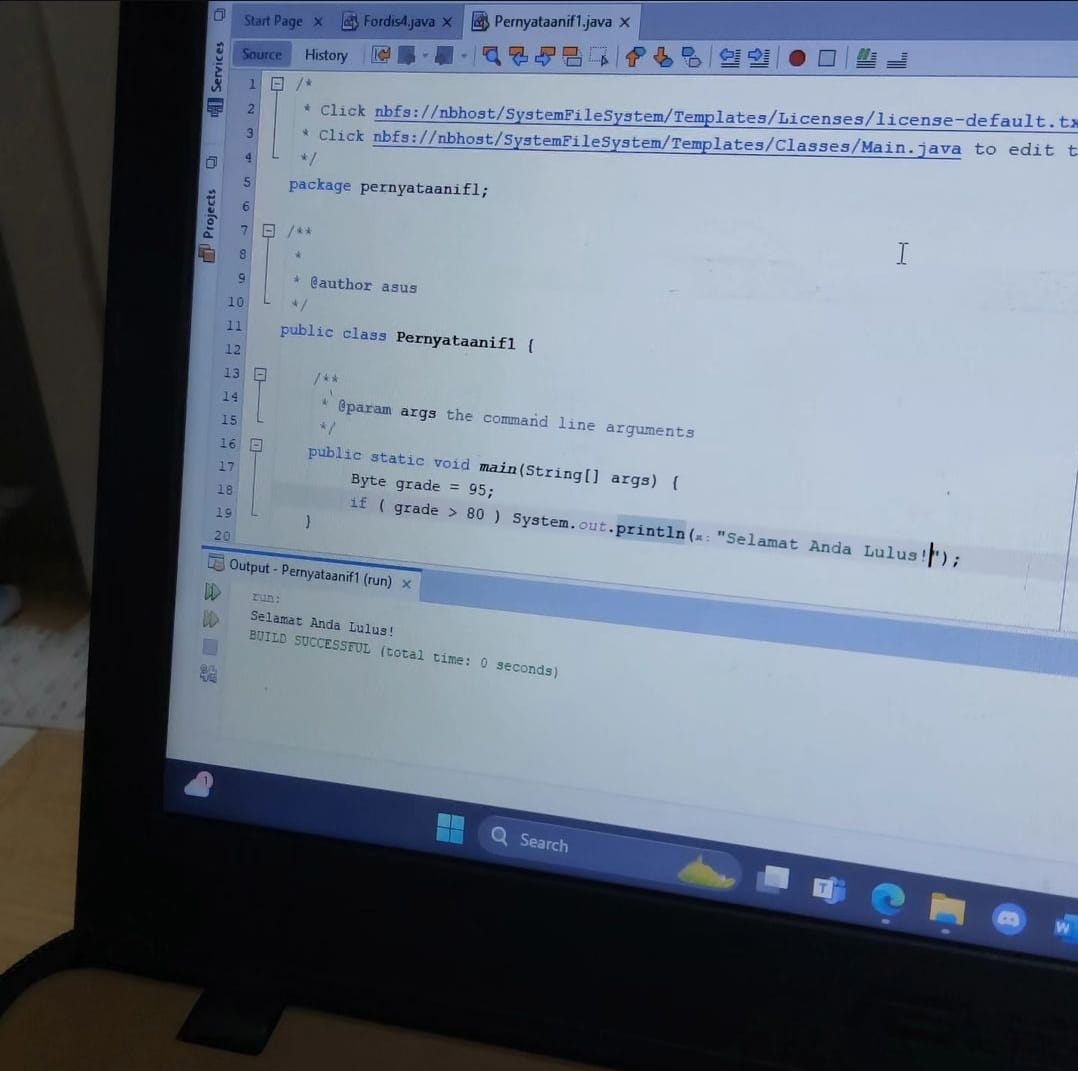 Start Page × Fordis4.java × Pernyataanif1.java ×
Source History
Services
Projects
1 /*
2 * Click nbfs://nbhost/SystemFileSystem/Templates/Licenses/license-default.tx
3 * Click nbfs://nbhost/SystemFileSystem/Templates/Classes/Main.java to edit t
4 */
5 package pernyataanif1;
6
7 /**
8 *
9 * @author asus
10 */
11 public class Pernyataanif1 {
12
13 /**
14 * @param args the command line arguments
15 */
16 public static void main(String[] args) {
17 Byte grade = 95;
18 if ( grade > 80 ) System.out.println(x: "Selamat Anda Lulus!");
19 }
20
Output - Pernyataanif1 (run) ×
run:
Selamat Anda Lulus!
BUILD SUCCESSFUL (total time: 0 seconds)
1
Search
T
W